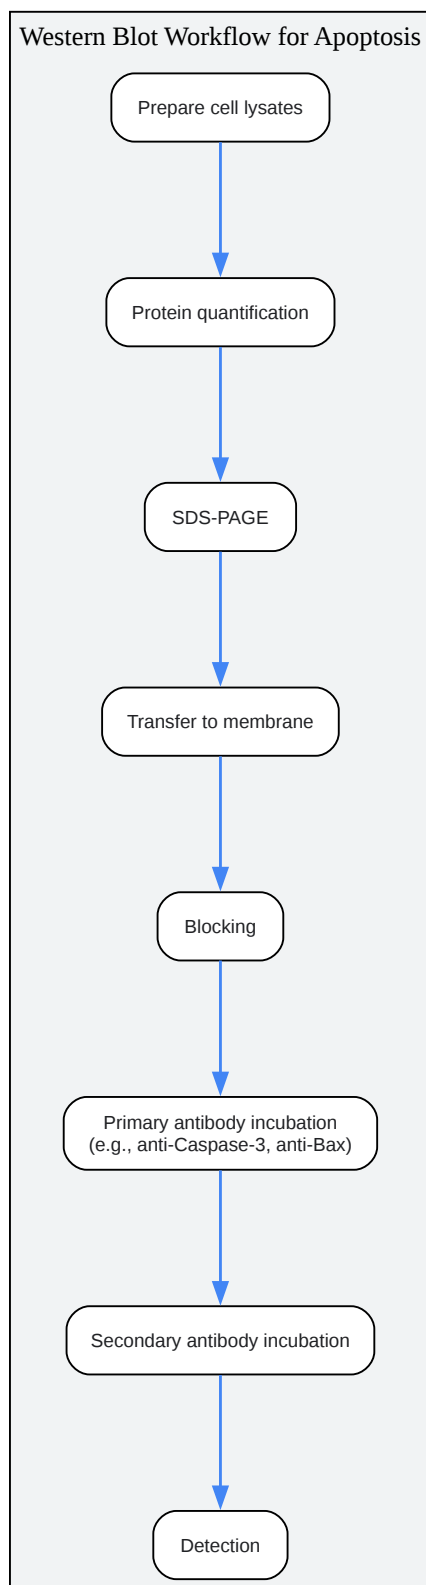 Western Blot Workflow for Apoptosis
Prepare cell lysates
Protein quantification
SDS-PAGE
Transfer to membrane
Blocking
Primary antibody incubation
(e.g., anti-Caspase-3, anti-Bax)
Secondary antibody incubation
Detection